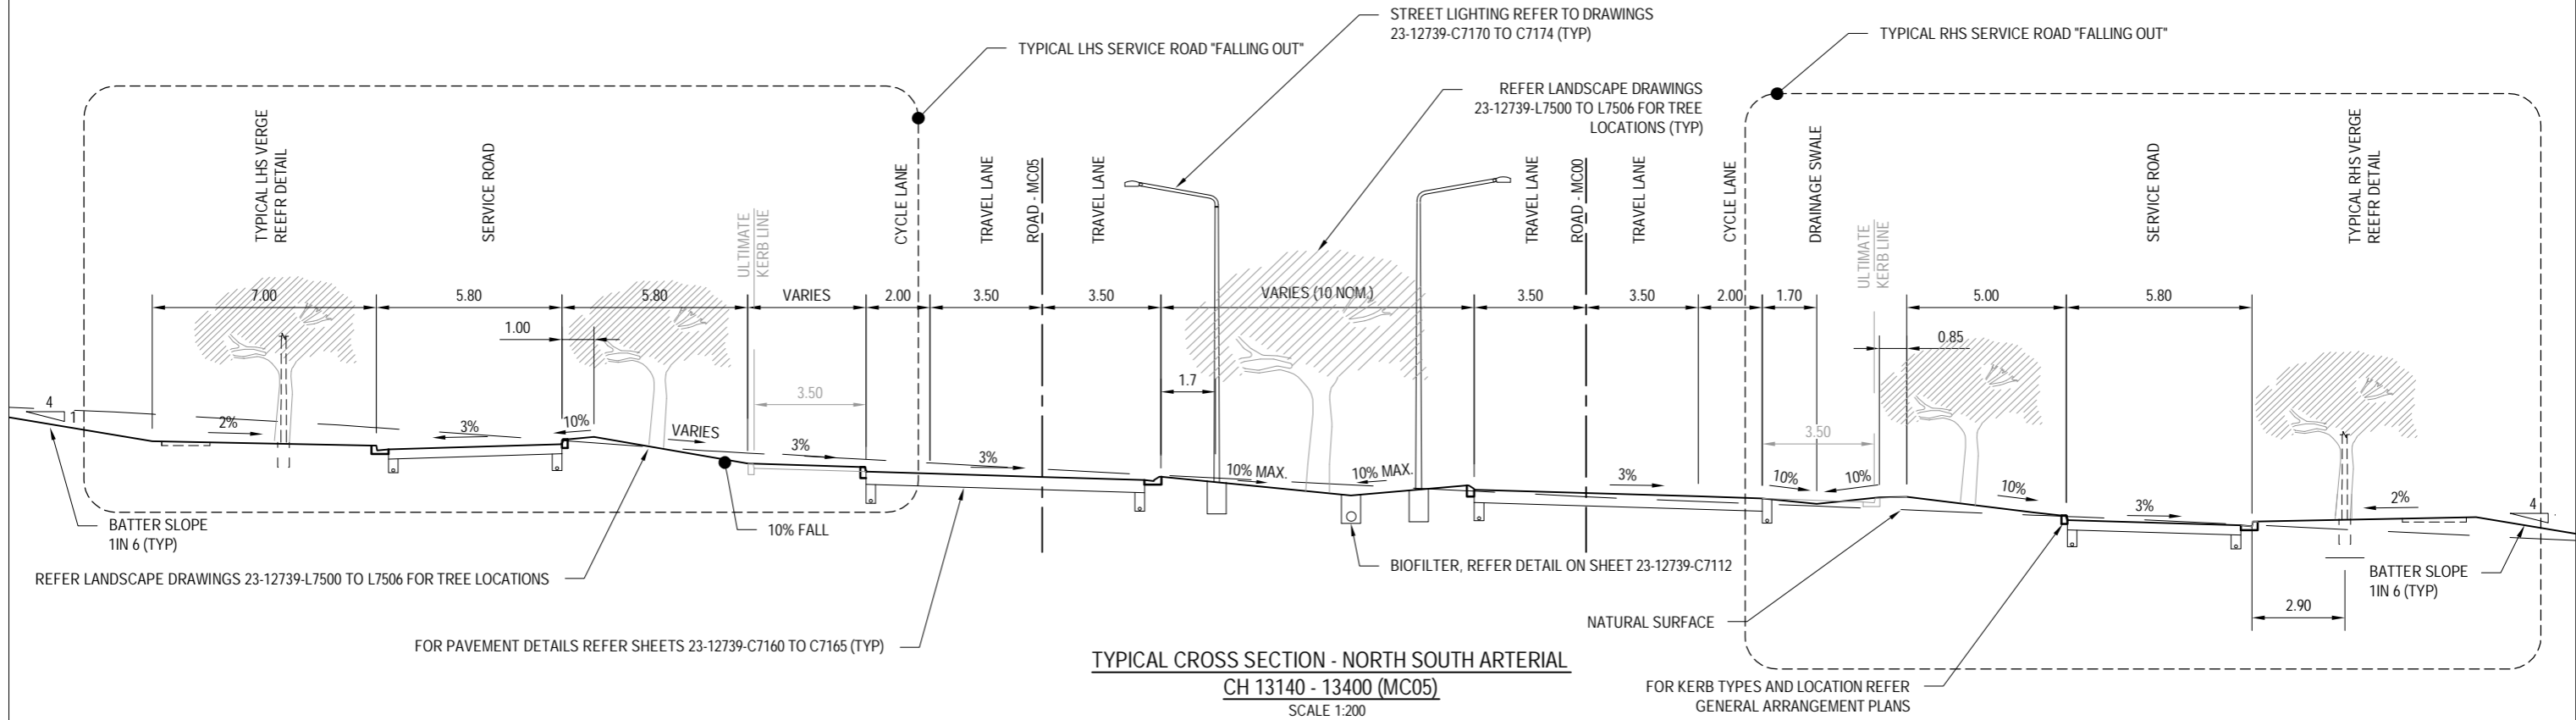 STREET LIGHTING REFER TO DRAWINGS
23-12739-C7170 TO C7174 (TYP)
TYPICAL LHS SERVICE ROAD "FALLING OUT"
TYPICAL RHS SERVICE ROAD "FALLING OUT"
REFER LANDSCAPE DRAWINGS
23-12739-L7500 TO L7506 FOR TREE
LOCATIONS (TYP)
TYPICAL LHS VERGE
REEFR DETAIL
SERVICE ROAD
ULTIMATE
KERB LINE
CYCLE LANE
TRAVEL LANE
ROAD - MC05
TRAVEL LANE
TRAVEL LANE
ROAD - MC00
TRAVEL LANE
CYCLE LANE
DRAINAGE SWALE
ULTIMATE
KERB LINE
SERVICE ROAD
TYPICAL RHS VERGE
REEFR DETAIL
7.00
5.80
5.80
VARIES
2.00
3.50
3.50
VARIES (10 NOM.)
3.50
3.50
2.00
1.70
5.00
5.80
1.00
0.85
1.7
3.50
3.50
4
1
2%
3%
10%
VARIES
3%
3%
10% MAX.
10% MAX.
3%
10%
10%
10%
3%
2%
4
BATTER SLOPE
1IN 6 (TYP)
10% FALL
REFER LANDSCAPE DRAWINGS 23-12739-L7500 TO L7506 FOR TREE LOCATIONS
BIOFILTER, REFER DETAIL ON SHEET 23-12739-C7112
BATTER SLOPE
1IN 6 (TYP)
2.90
NATURAL SURFACE
FOR PAVEMENT DETAILS REFER SHEETS 23-12739-C7160 TO C7165 (TYP)
TYPICAL CROSS SECTION - NORTH SOUTH ARTERIAL
CH 13140 - 13400 (MC05)
SCALE 1:200
FOR KERB TYPES AND LOCATION REFER
GENERAL ARRANGEMENT PLANS